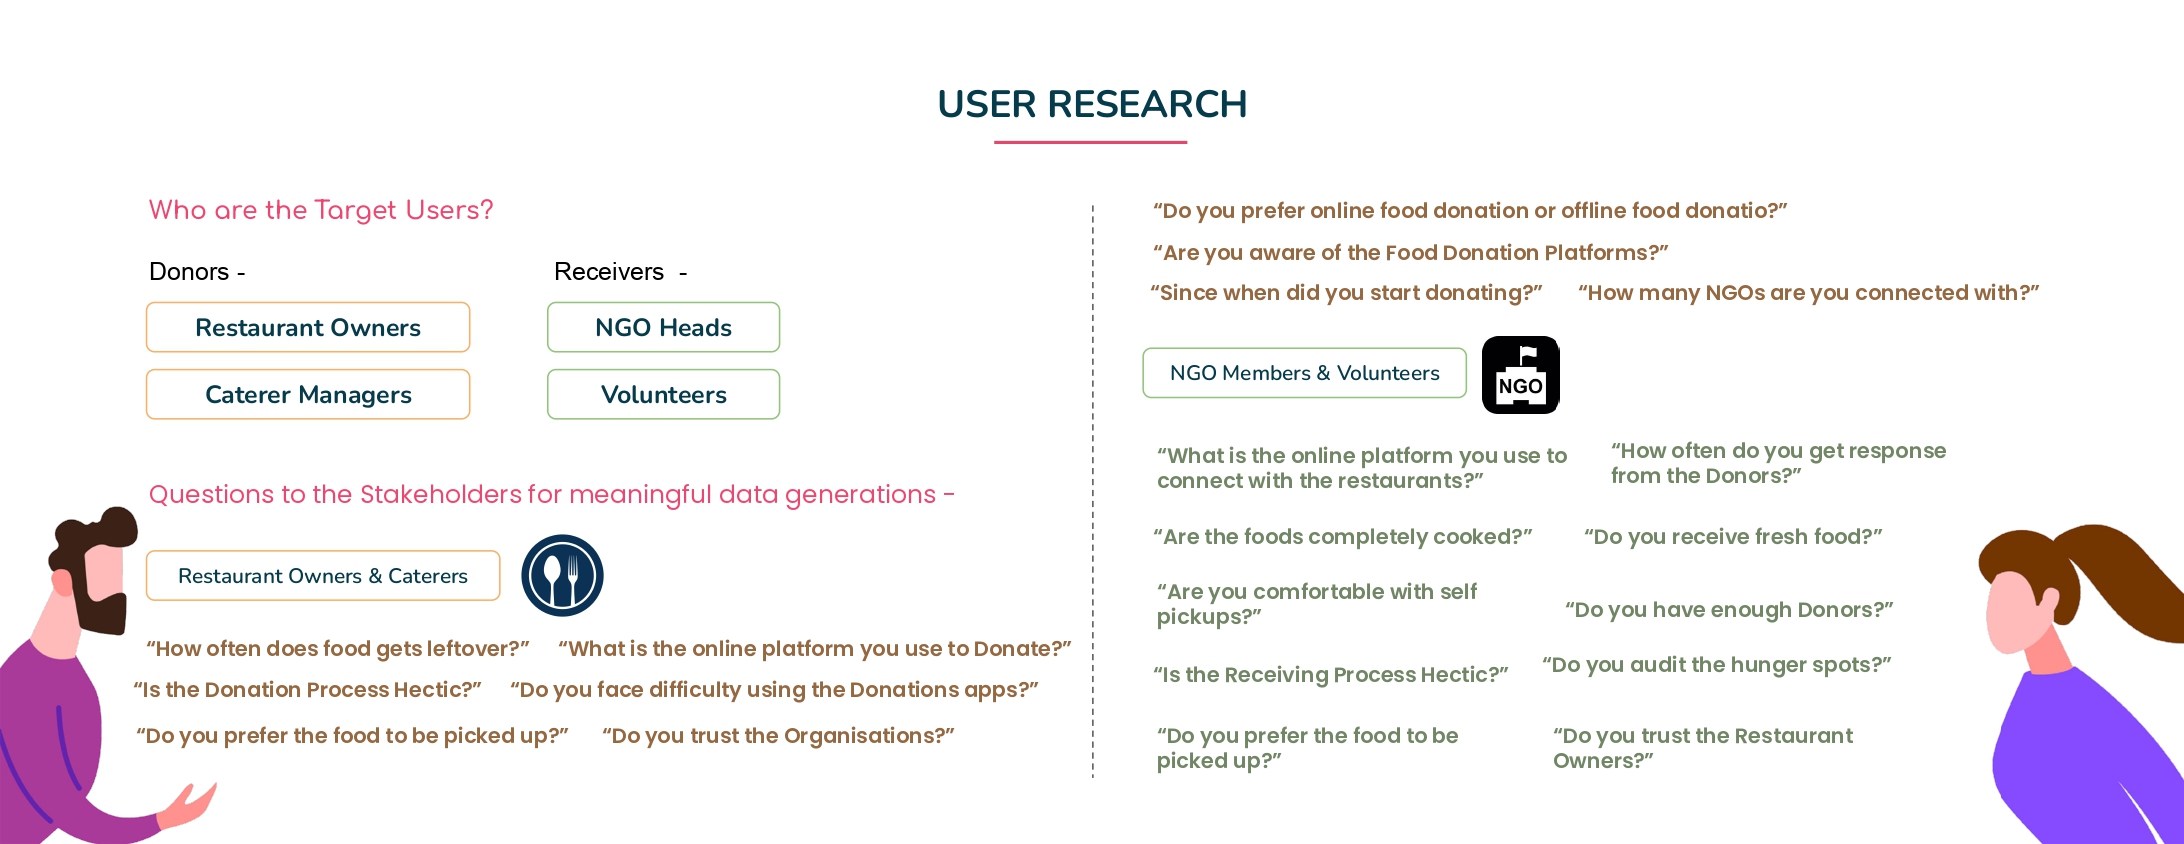 USER RESEARCH
Who are the Target Users?
Donors -
Receivers -
Restaurant Owners
NGO Heads
Caterer Managers
Volunteers
Questions to the Stakeholders for meaningful data generations -
Restaurant Owners & Caterers
“How often does food gets leftover?” “What is the online platform you use to Donate?”
“Is the Donation Process Hectic?” “Do you face difficulty using the Donations apps?”
“Do you prefer the food to be picked up?” “Do you trust the Organisations?”
“Do you prefer online food donation or offline food donatio?”
“Are you aware of the Food Donation Platforms?”
“Since when did you start donating?” “How many NGOs are you connected with?”
NGO Members & Volunteers
NGO
“What is the online platform you use to
connect with the restaurants?”
“How often do you get response
from the Donors?”
“Are the foods completely cooked?” “Do you receive fresh food?”
“Are you comfortable with self
pickups?”
“Do you have enough Donors?”
“Is the Receiving Process Hectic?” “Do you audit the hunger spots?”
“Do you prefer the food to be
picked up?”
“Do you trust the Restaurant
Owners?”